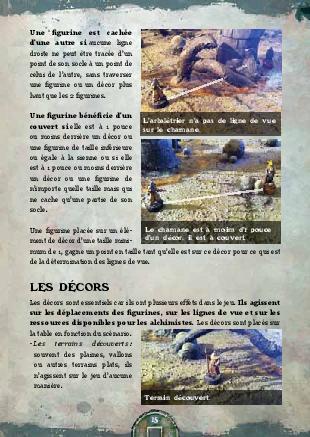 Une figurine est cachée
d'une autre si aucune ligne
droite ne peut être tracée d'un
point de son socle à un point de
celui de l'autre, sans traverser
une figurine ou un décor plus
haut que les 2 figurines.
Une figurine bénéficie d'un
couvert si elle est à 1 pouce
ou moins derrière un décor ou
une figurine de taille inférieure
ou égale à la sienne ou si elle
est à 1 pouce ou moins derrière
un décor ou une figurine de
n'importe quelle taille mais qui
ne cache qu'une partie de son
socle.
Une figurine placée sur un élé-
ment de décor d'une taille mini-
mum de 1, gagne un point en taille tant qu'elle est sur ce décor pour ce qui est
de la détermination des lignes de vue.
L'arbalétrier n'a pas de ligne de vue
sur le chamane.
Le chamane est à moins d'1 pouce
d'un décor, il est à couvert.
LES DÉCORS
Les décors sont essentiels car ils ont plusieurs effets dans le jeu. Ils agissent
sur les déplacements des figurines, sur les lignes de vue et sur les
ressources disponibles pour les alchimistes. Les décors sont placés sur
la table en fonction du scénario.
-Les terrains découverts:
souvent des plaines, vallons
ou autres terrains plats, ils
n'agissent sur le jeu d'aucune
manière.
Terrain découvert.
15